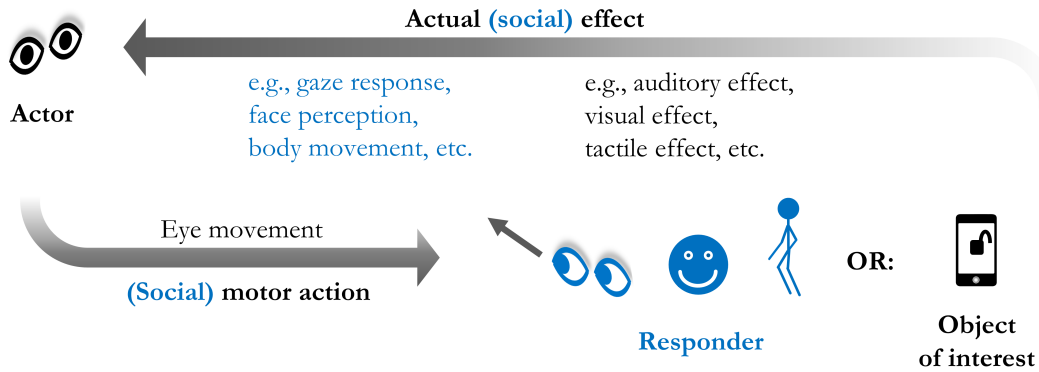 Actual (social) effect
Actor
e.g., gaze response,
face perception,
body movement, etc.
e.g., auditory effect,
visual effect,
tactile effect, etc.
Eye movement
(Social) motor action
OR:
Responder
Object
of interest